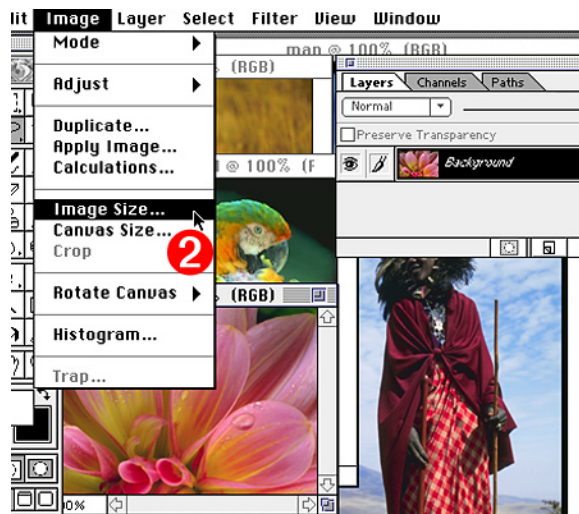 lit Image Layer Select Filter View Window
Mode
man @ 100% (RGB)
(RGB)
Adjust
Layers Channels Paths
Normal
Duplicate...
Preserve Transparency
Apply Image...
@ 100% (F
Calculations...
Background
Image Size...
Canvas Size...
2
Crop
Rotate Canvas
(RGB)
Histogram...
Trap...
0%